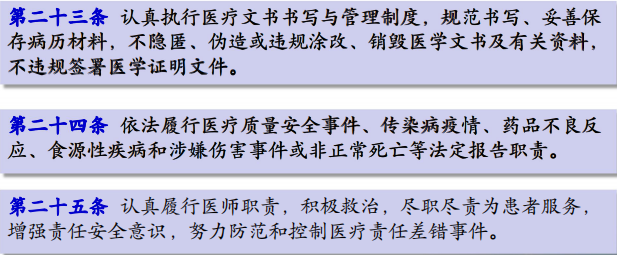 第二十三条 认真执行医疗文书书写与管理制度，规范书写、妥善保
存病历材料，不隐匿、伪造或违规涂改、销毁医学文书及有关资料，
不违规签署医学证明文件。
第二十四条 依法履行医疗质量安全事件、传染病疫情、药品不良反
应、食源性疾病和涉嫌伤害事件或非正常死亡等法定报告职责。
第二十五条 认真履行医师职责，积极救治，尽职尽责为患者服务，
增强责任安全意识，努力防范和控制医疗责任差错事件。